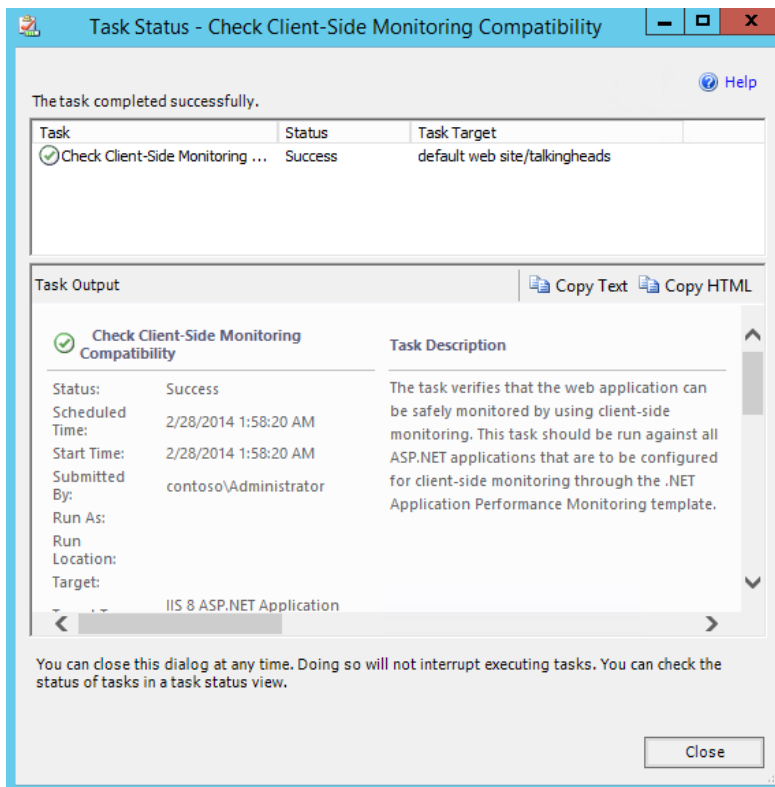 Task Status - Check Client-Side Monitoring Compatibility
Help
The task completed successfully.
Task Status Task Target
Check Client-Side Monitoring ... Success default web site/talkingheads
Task Output Copy Text Copy HTML
Check Client-Side Monitoring
Compatibility
Status: Success
Scheduled
Time: 2/28/2014 1:58:20 AM
Start Time: 2/28/2014 1:58:20 AM
Submitted
By: contoso\Administrator
Run As:
Run
Location:
Target:
IIS 8 ASP.NET Application
Task Description
The task verifies that the web application can
be safely monitored by using client-side
monitoring. This task should be run against all
ASP.NET applications that are to be configured
for client-side monitoring through the .NET
Application Performance Monitoring template.
You can close this dialog at any time. Doing so will not interrupt executing tasks. You can check the
status of tasks in a task status view.
Close